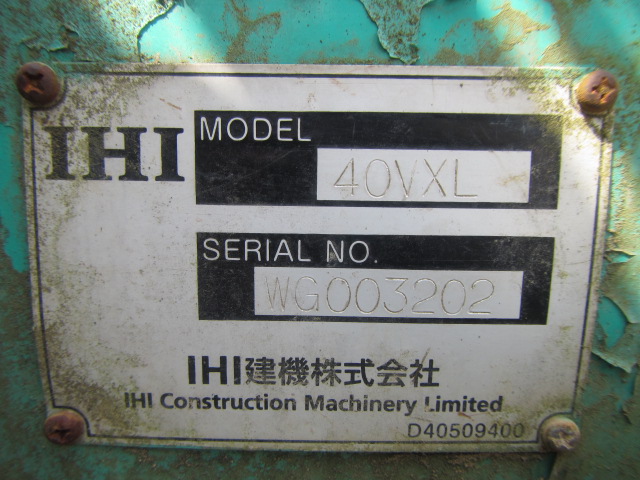 IHI
MODEL
40VXL
SERIAL NO.
WG003202
IHI建機株式会社
IHI Construction Machinery Limited
D40509400